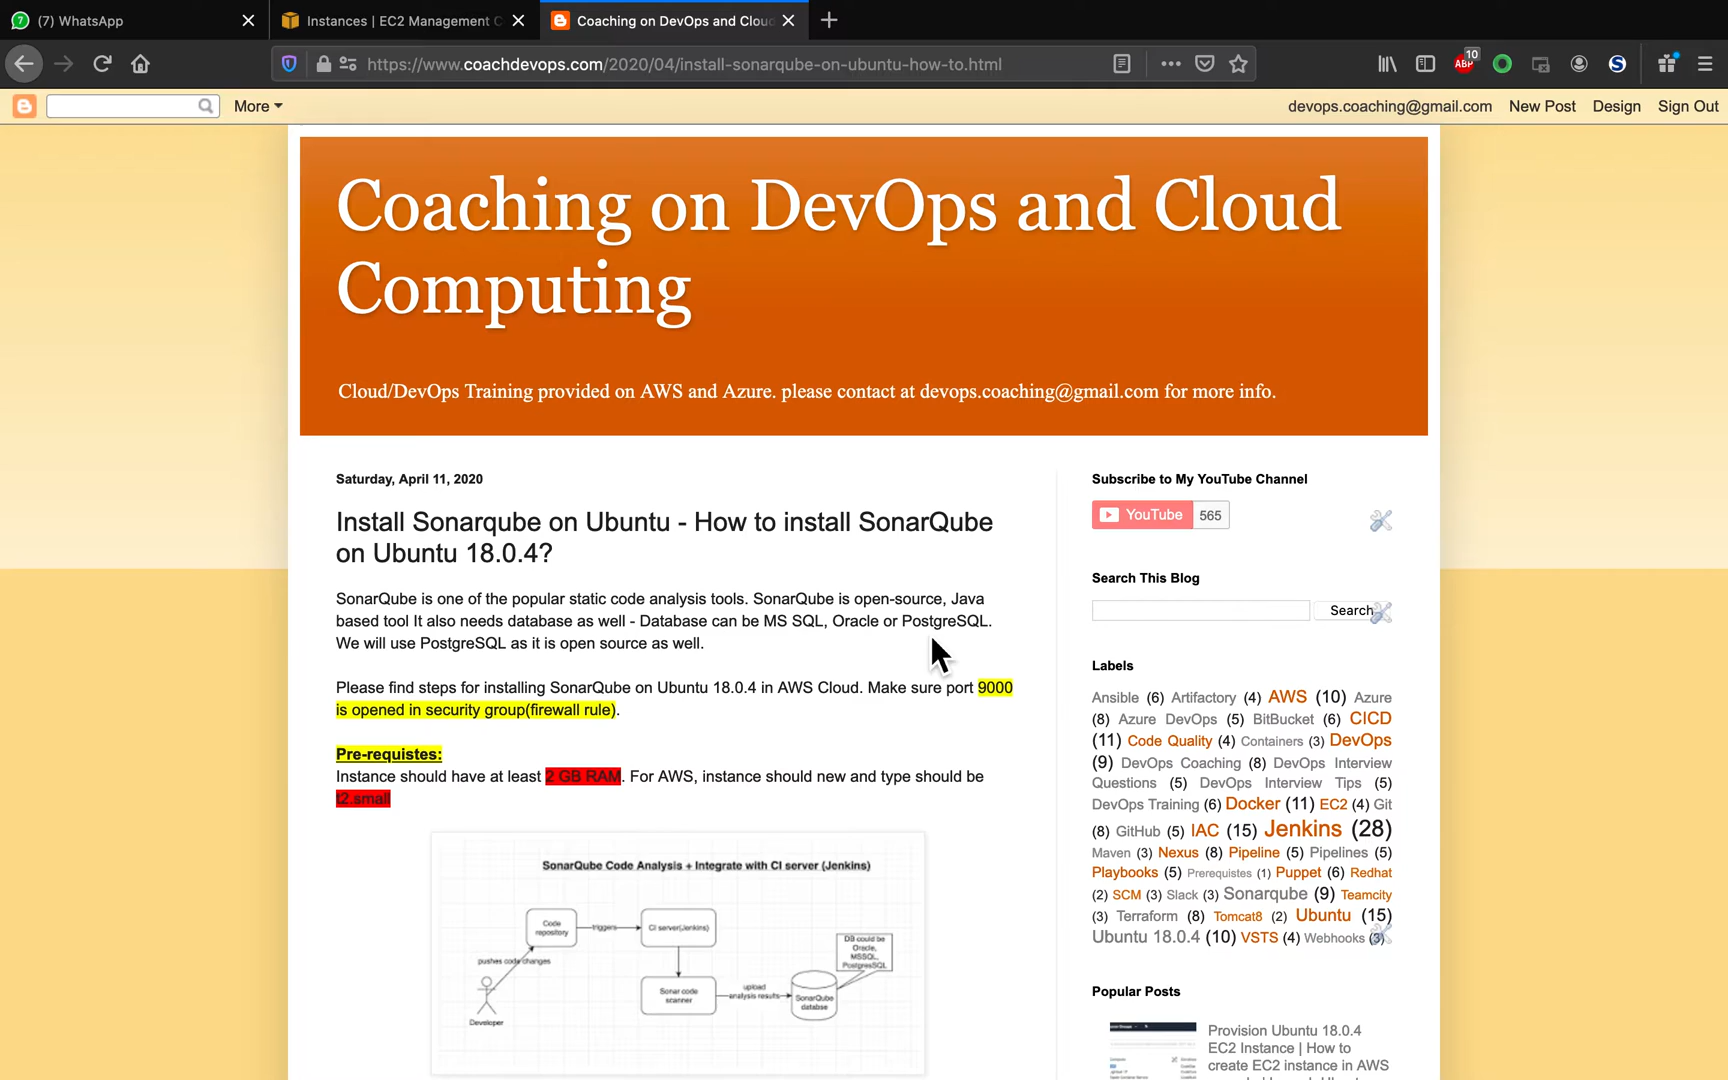 (7) WhatsApp
Instances | EC2 Management C
Coaching on DevOps and Cloud
https://www.coachdevops.com/2020/04/install-sonarqube-on-ubuntu-how-to.html
10
ABP
S
More
devops.coaching@gmail.com New Post Design Sign Out
Coaching on DevOps and Cloud
Computing
Cloud/DevOps Training provided on AWS and Azure. please contact at devops.coaching@gmail.com for more info.
Saturday, April 11, 2020
Install Sonarqube on Ubuntu - How to install SonarQube
on Ubuntu 18.0.4?
SonarQube is one of the popular static code analysis tools. SonarQube is open-source, Java
based tool It also needs database as well - Database can be MS SQL, Oracle or PostgreSQL.
We will use PostgreSQL as it is open source as well.
Please find steps for installing SonarQube on Ubuntu 18.0.4 in AWS Cloud. Make sure port 9000
is opened in security group(firewall rule).
Pre-requistes:
Instance should have at least 2 GB RAM. For AWS, instance should new and type should be
t2.small
SonarQube Code Analysis + Integrate with CI server (Jenkins)
Code
repository
triggers
CI server(Jenkins)
DB could be
Oracle,
MSSQL,
PostgresSQL
pushes code changes
Sonar code
scanner
upload
analysis results
SonarQube
databse
Developer
Subscribe to My YouTube Channel
YouTube 565
Search This Blog
Search
Labels
Ansible (6) Artifactory (4) AWS (10) Azure
(8) Azure DevOps (5) BitBucket (6) CICD
(11) Code Quality (4) Containers (3) DevOps
(9) DevOps Coaching (8) DevOps Interview
Questions (5) DevOps Interview Tips (5)
DevOps Training (6) Docker (11) EC2 (4) Git
(8) GitHub (5) IAC (15) Jenkins (28)
Maven (3) Nexus (8) Pipeline (5) Pipelines (5)
Playbooks (5) Prerequistes (1) Puppet (6) Redhat
(2) SCM (3) Slack (3) Sonarqube (9) Teamcity
(3) Terraform (8) Tomcat8 (2) Ubuntu (15)
Ubuntu 18.0.4 (10) VSTS (4) Webhooks (3)
Popular Posts
Provision Ubuntu 18.0.4
EC2 Instance | How to
create EC2 instance in AWS